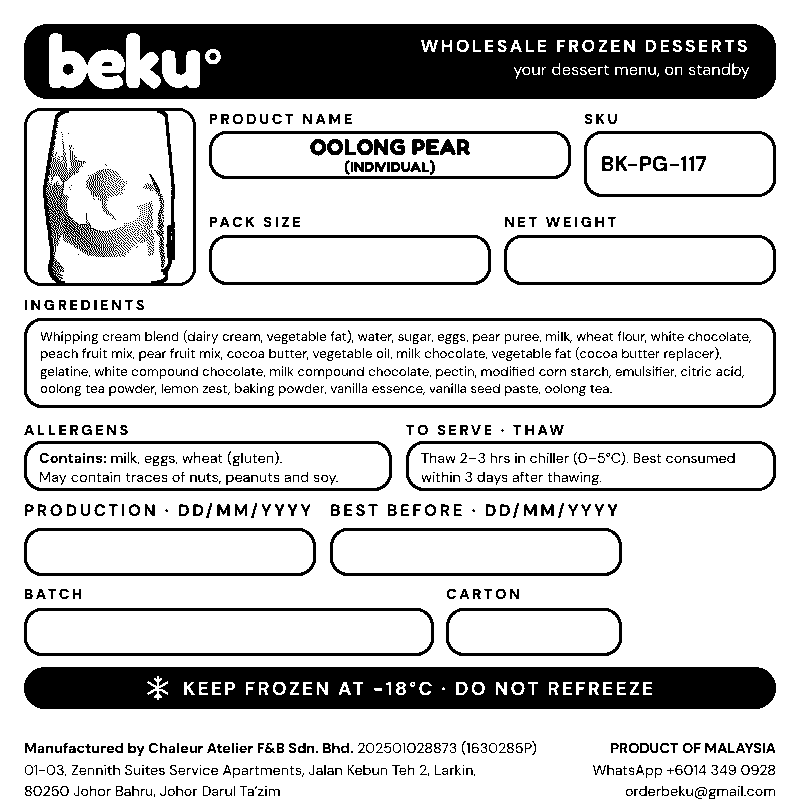 beku°
WHOLESALE FROZEN DESSERTS
your dessert menu, on standby
PRODUCT NAME
OOLONG PEAR
(INDIVIDUAL)
SKU
BK-PG-117
PACK SIZE
NET WEIGHT
INGREDIENTS
Whipping cream blend (dairy cream, vegetable fat), water, sugar, eggs, pear puree, milk, wheat flour, white chocolate,
peach fruit mix, pear fruit mix, cocoa butter, vegetable oil, milk chocolate, vegetable fat (cocoa butter replacer),
gelatine, white compound chocolate, milk compound chocolate, pectin, modified corn starch, emulsifier, citric acid,
oolong tea powder, lemon zest, baking powder, vanilla essence, vanilla seed paste, oolong tea.
ALLERGENS
Contains: milk, eggs, wheat (gluten).
May contain traces of nuts, peanuts and soy.
TO SERVE · THAW
Thaw 2–3 hrs in chiller (0–5°C). Best consumed
within 3 days after thawing.
PRODUCTION · DD/MM/YYYY
BEST BEFORE · DD/MM/YYYY
BATCH
CARTON
KEEP FROZEN AT -18°C · DO NOT REFREEZE
Manufactured by Chaleur Atelier F&B Sdn. Bhd. 202501028873 (1630286P)
01-03, Zennith Suites Service Apartments, Jalan Kebun Teh 2, Larkin,
80250 Johor Bahru, Johor Darul Ta'zim
PRODUCT OF MALAYSIA
WhatsApp +6014 349 0928
orderbeku@gmail.com